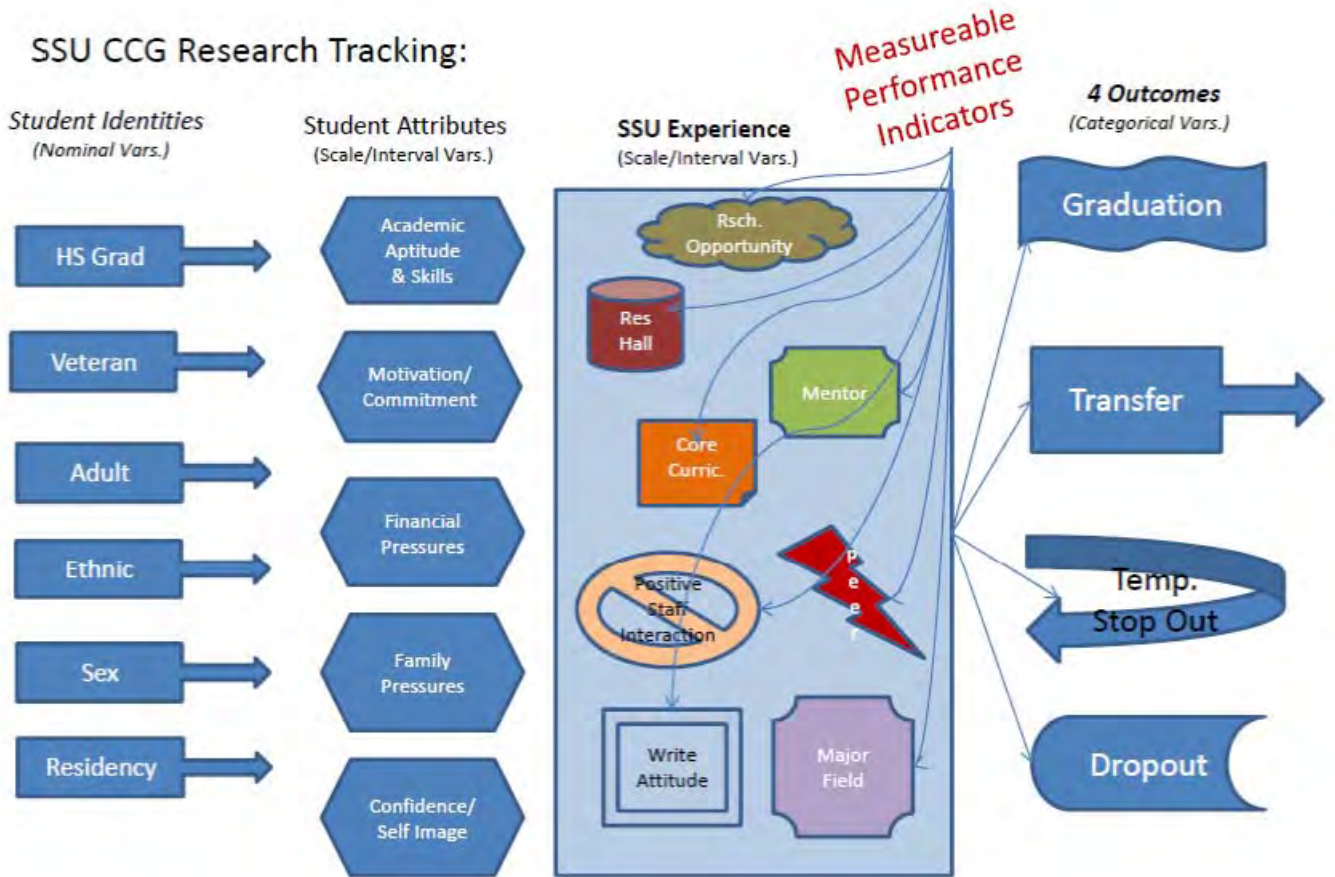 SSU CCG Research Tracking:
Measureable
Performance
Indicators
Student Identities
(Nominal Vars.)
Student Attributes
(Scale/Interval Vars.)
SSU Experience
(Scale/Interval Vars.)
4 Outcomes
(Categorical Vars.)
HS Grad
Veteran
Adult
Ethnic
Sex
Residency
Academic
Aptitude
& Skills
Motivation/
Commitment
Financial
Pressures
Family
Pressures
Confidence/
Self Image
Rsch.
Opportunity
Res
Hall
Mentor
Core
Curric.
Positive
Staff
Interaction
Peer
Write
Attitude
Major
Field
Graduation
Transfer
Temp.
Stop Out
Dropout